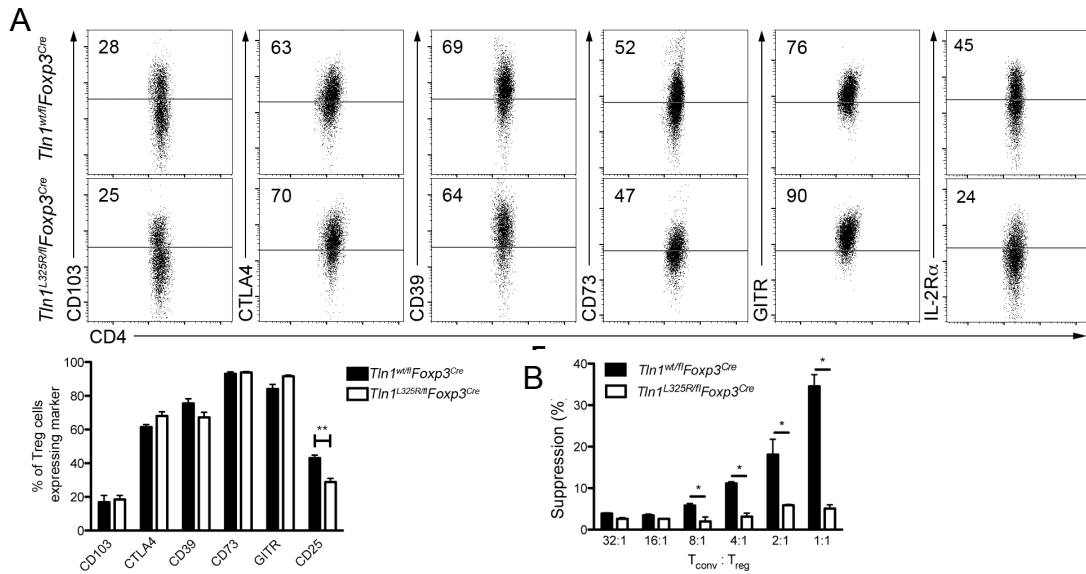 A
Tln1wt/flFoxp3Cre
28
63
69
52
76
45
Tln1L325R/flFoxp3Cre
25
70
64
47
90
24
CD103
CTLA4
CD39
CD73
GITR
IL-2Rα
CD4
% of Treg cells
expressing marker
100
80
60
40
20
0
**
CD103
CTLA4
CD39
CD73
GITR
CD25
Tln1wt/flFoxp3Cre
Tln1L325R/flFoxp3Cre
B
Suppression (%)
40
30
20
10
0
Tln1wt/flFoxp3Cre
Tln1L325R/flFoxp3Cre
*
*
*
*
32:1 16:1 8:1 4:1 2:1 1:1
Tconv : Treg